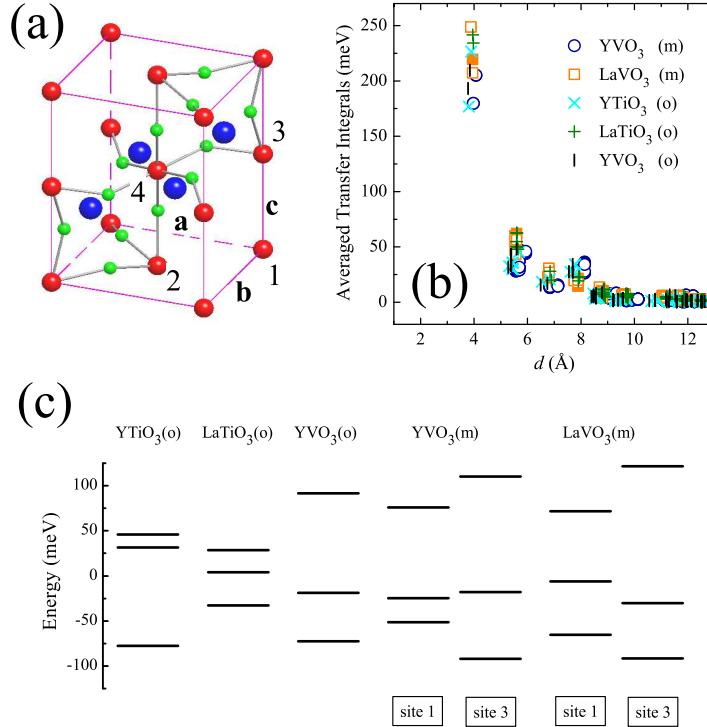 (a)
3
4
c
a
2
1
b
Averaged Transfer Integrals (meV)
250
200
150
100
50
0
YVO₃ (m)
LaVO₃ (m)
YTiO₃ (o)
LaTiO₃ (o)
YVO₃ (o)
(b)
2 4 6 8 10 12
d (Å)
(c)
YTiO₃(o) LaTiO₃(o) YVO₃(o) YVO₃(m) LaVO₃(m)
Energy (meV)
100
50
0
-50
-100
site 1 site 3 site 1 site 3